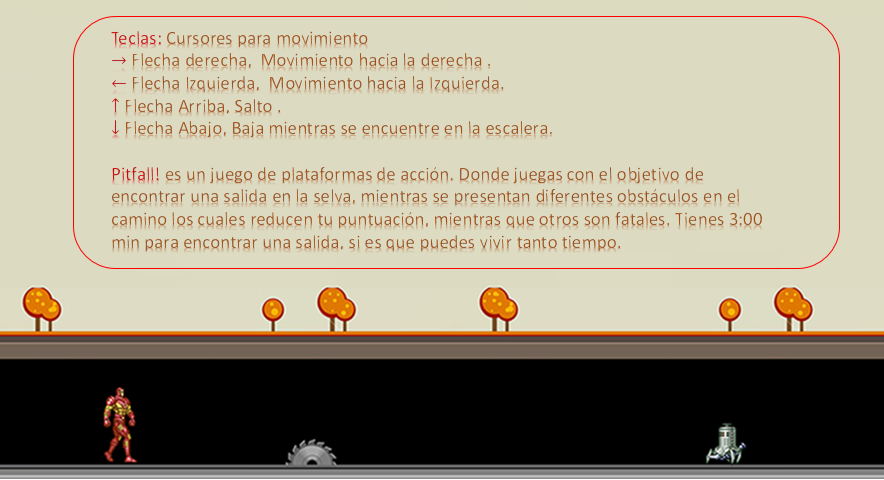 Teclas: Cursores para movimiento
→ Flecha derecha, Movimiento hacia la derecha .
← Flecha Izquierda, Movimiento hacia la Izquierda.
↑ Flecha Arriba, Salto .
↓ Flecha Abajo, Baja mientras se encuentre en la escalera.
Pitfall! es un juego de plataformas de acción. Donde juegas con el objetivo de
encontrar una salida en la selva, mientras se presentan diferentes obstáculos en el
camino los cuales reducen tu puntuación, mientras que otros son fatales. Tienes 3:00
min para encontrar una salida, si es que puedes vivir tanto tiempo.